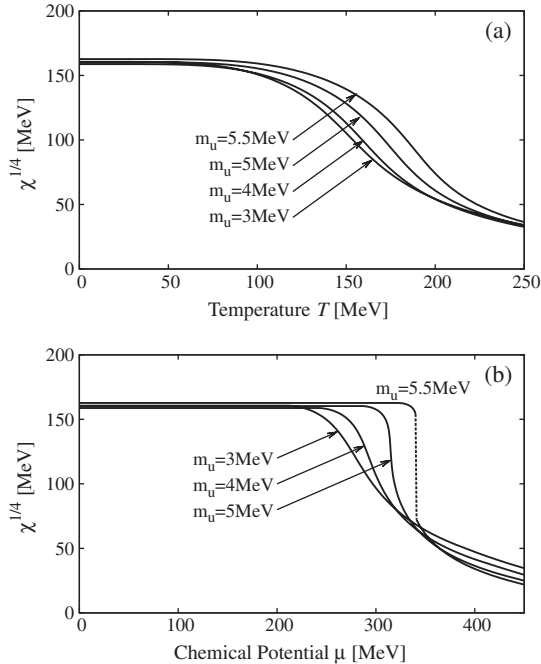 (a)
200
150
100
50
0
χ^1/4 [MeV]
m_u=5.5MeV
m_u=5MeV
m_u=4MeV
m_u=3MeV
0 50 100 150 200 250
Temperature T [MeV]
(b)
200
150
100
50
0
χ^1/4 [MeV]
m_u=5.5MeV
m_u=3MeV
m_u=4MeV
m_u=5MeV
0 100 200 300 400
Chemical Potential μ [MeV]